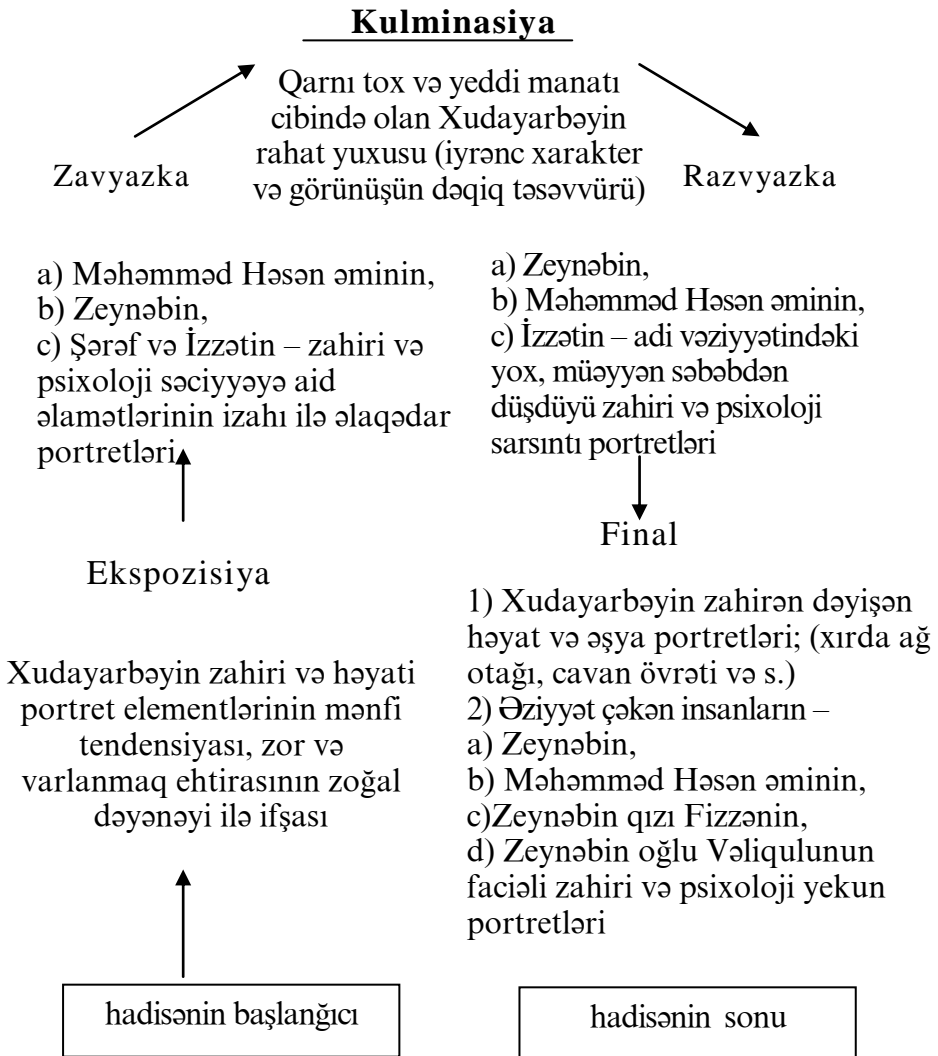 Kulminasiya
Qarnı tox və yeddi manatı
cibində olan Xudayarbəyin
rahat yuxusu (iyrənc xarakter
və görünüşün dəqiq təsəvvürü)
Zavyazka
Razvyazka
a) Məhəmməd Həsən əminin,
b) Zeynəbin,
c) Şərəf və İzzətin – zahiri və
psixoloji səciyyəyə aid
əlamətlərinin izahı ilə əlaqədar
portretləri
a) Zeynəbin,
b) Məhəmməd Həsən əminin,
c) İzzətin – adi vəziyyətindəki
yox, müəyyən səbəbdən
düşdüyü zahiri və psixoloji
sarsıntı portretləri
Ekspozisiya
Xudayarbəyin zahiri və həyati
portret elementlərinin mənfi
tendensiyası, zor və
varlanmaq ehtirasının zoğal
dəyənəyi ilə ifşası
Final
1) Xudayarbəyin zahirən dəyişən
həyat və əşya portretləri; (xırda ağ
otağı, cavan övrəti və s.)
2) Əziyyət çəkən insanların –
a) Zeynəbin,
b) Məhəmməd Həsən əminin,
c)Zeynəbin qızı Fizzənin,
d) Zeynəbin oğlu Vəliqulunun
faciəli zahiri və psixoloji yekun
portretləri
hadisənin başlanğıcı
hadisənin sonu